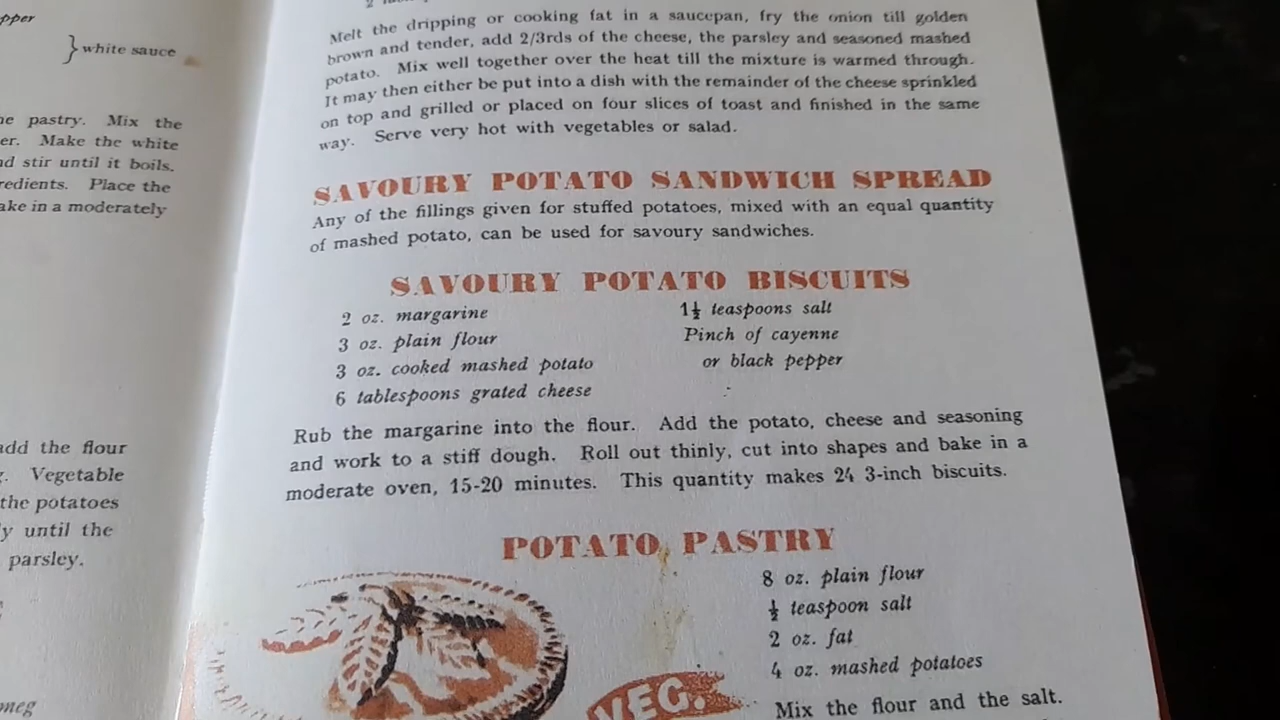 pper
} white sauce
pastry. Mix the
er. Make the white
stir until it boils.
redients. Place the
ake in a moderately
add the flour
Vegetable
the potatoes
y until the
parsley.
meg
2
Melt the dripping or cooking fat in a saucepan, fry the onion till golden
brown and tender, add 2/3rds of the cheese, the parsley and seasoned mashed
potato. Mix well together over the heat till the mixture is warmed through.
It may then either be put into a dish with the remainder of the cheese sprinkled
on top and grilled or placed on four slices of toast and finished in the same
way. Serve very hot with vegetables or salad.
SAVOURY POTATO SANDWICH SPREAD
Any of the fillings given for stuffed potatoes, mixed with an equal quantity
of mashed potato, can be used for savoury sandwiches.
SAVOURY POTATO BISCUITS
2 oz. margarine
3 oz. plain flour
3 oz. cooked mashed potato
6 tablespoons grated cheese
1½ teaspoons salt
Pinch of cayenne
or black pepper
Rub the margarine into the flour. Add the potato, cheese and seasoning
and work to a stiff dough. Roll out thinly, cut into shapes and bake in a
moderate oven, 15-20 minutes. This quantity makes 24 3-inch biscuits.
POTATO PASTRY
8 oz. plain flour
½ teaspoon salt
2 oz. fat
4 oz. mashed potatoes
VEG.
Mix the flour and the salt.